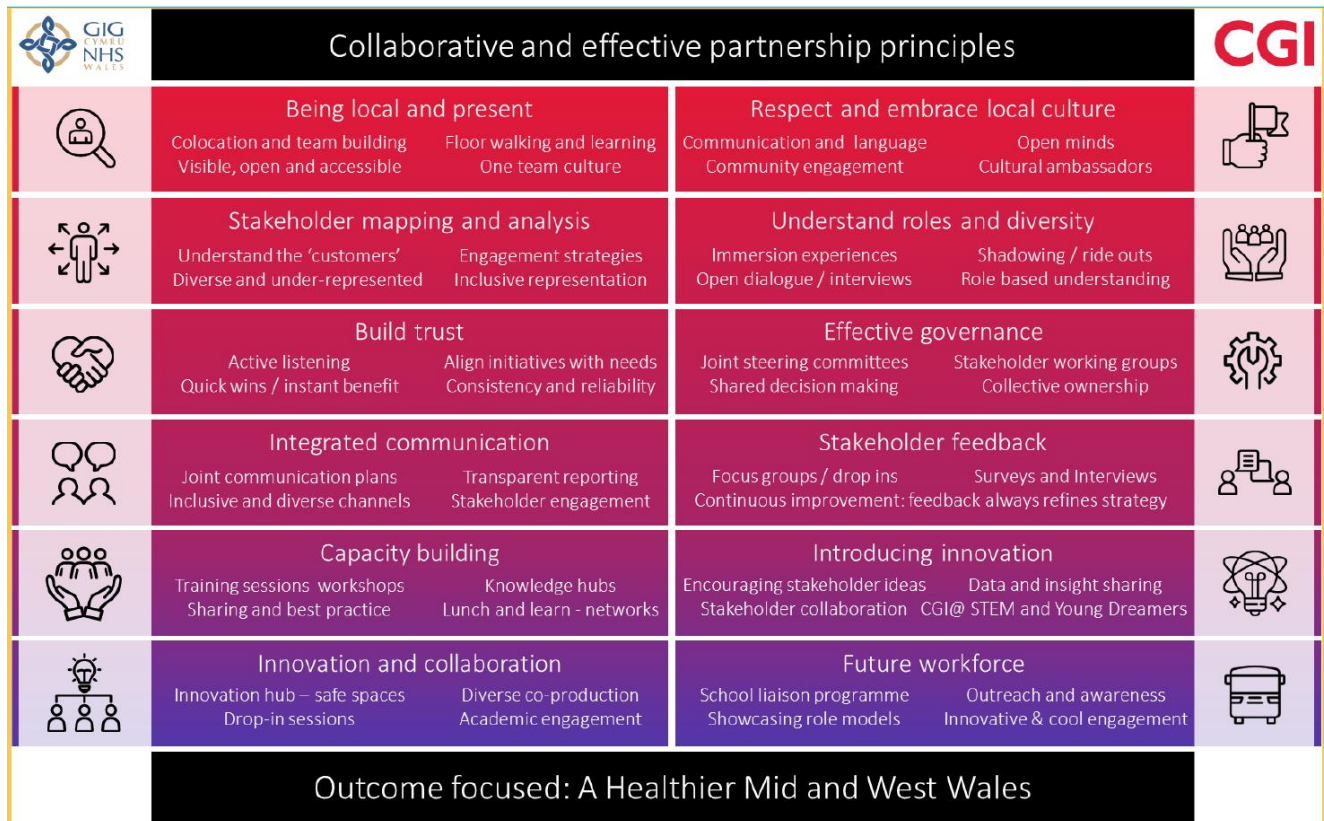 GIG
CYMRU
NHS
WALES
Collaborative and effective partnership principles
CGI
Being local and present
Colocation and team building Floor walking and learning
Visible, open and accessible One team culture
Respect and embrace local culture
Communication and language Open minds
Community engagement Cultural ambassadors
Stakeholder mapping and analysis
Understand the ‘customers’ Engagement strategies
Diverse and under-represented Inclusive representation
Understand roles and diversity
Immersion experiences Shadowing / ride outs
Open dialogue / interviews Role based understanding
Build trust
Active listening Align initiatives with needs
Quick wins / instant benefit Consistency and reliability
Effective governance
Joint steering committees Stakeholder working groups
Shared decision making Collective ownership
Integrated communication
Joint communication plans Transparent reporting
Inclusive and diverse channels Stakeholder engagement
Stakeholder feedback
Focus groups / drop ins Surveys and Interviews
Continuous improvement: feedback always refines strategy
Capacity building
Training sessions workshops Knowledge hubs
Sharing and best practice Lunch and learn - networks
Introducing innovation
Encouraging stakeholder ideas Data and insight sharing
Stakeholder collaboration CGI@ STEM and Young Dreamers
Innovation and collaboration
Innovation hub – safe spaces Diverse co-production
Drop-in sessions Academic engagement
Future workforce
School liaison programme Outreach and awareness
Showcasing role models Innovative & cool engagement
Outcome focused: A Healthier Mid and West Wales